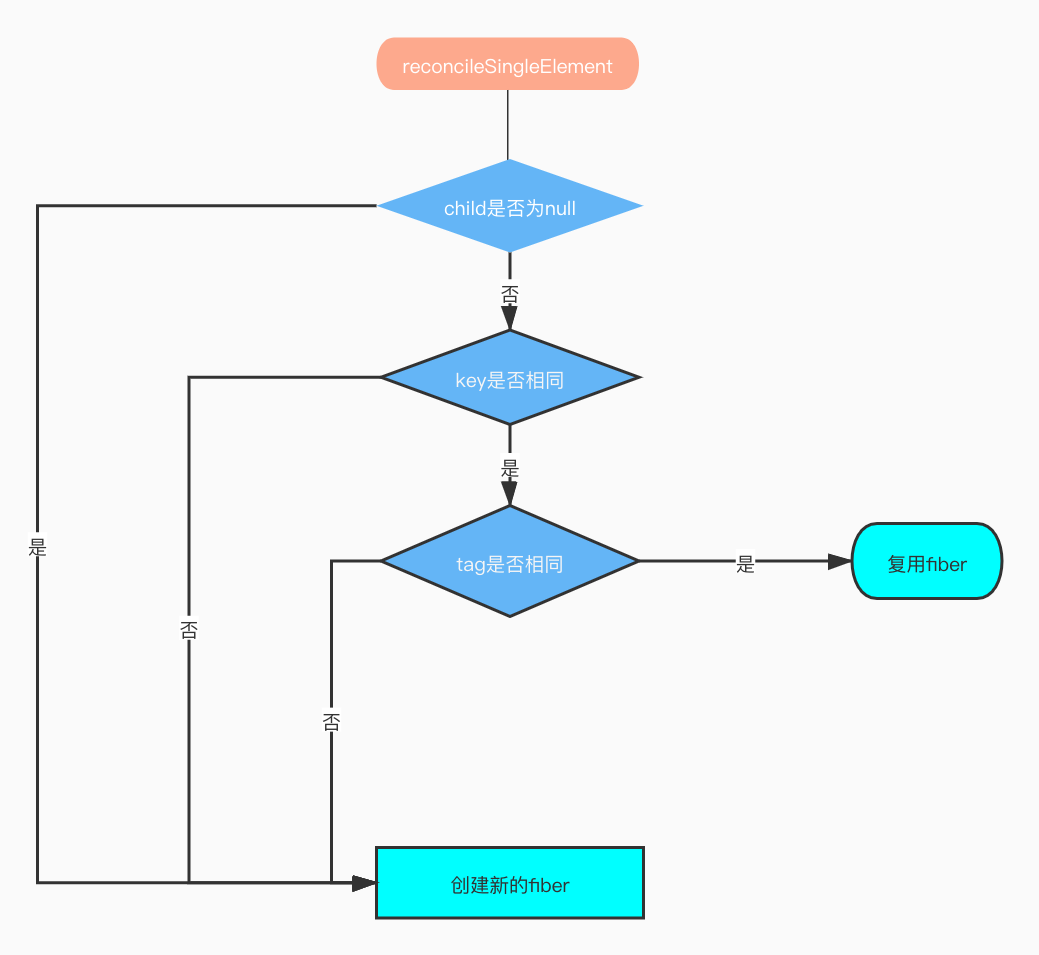 reconcileSingleElement
child是否为null
否
key是否相同
是
tag是否相同
是
复用fiber
是
否
否
创建新的fiber